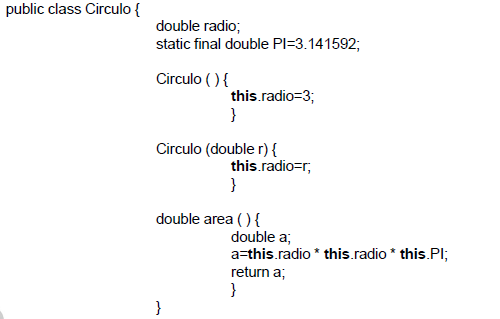 public class Circulo {
double radio;
static final double PI=3.141592;
Circulo ( ) {
this.radio=3;
}
Circulo (double r) {
this.radio=r;
}
double area ( ) {
double a;
a=this.radio * this.radio * this.PI;
return a;
}
}